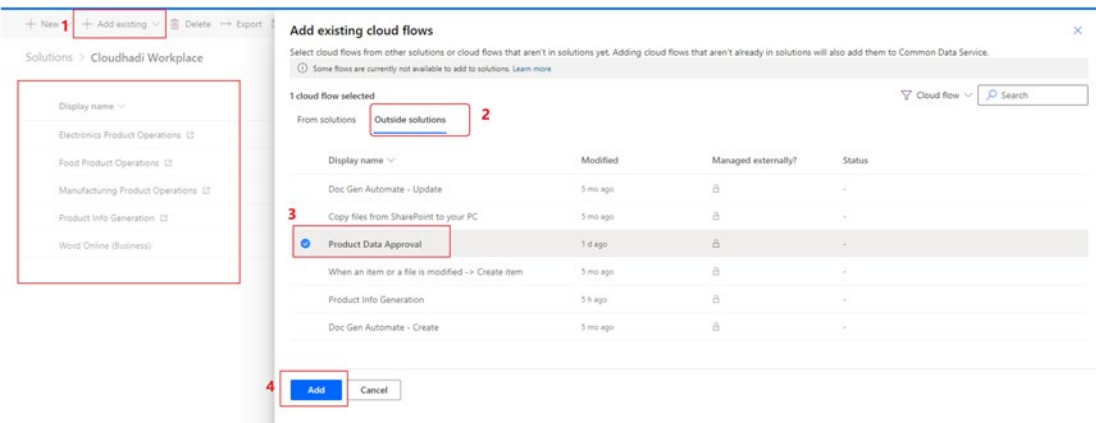 + New 1 + Add existing Delete Export
Solutions > Cloudhadi Workplace
Display name
Electronics Product Operations
Food Product Operations
Manufacturing Product Operations
Product Info Generation
Word Online (Business)
Add existing cloud flows
Select cloud flows from other solutions or cloud flows that aren't in solutions yet. Adding cloud flows that aren't already in solutions will also add them to Common Data Service.
Some flows are currently not available to add to solutions. Learn more
1 cloud flow selected
Cloud flow Search
From solutions Outside solutions 2
Display name Modified Managed externally? Status
Doc Gen Automate - Update 5 mo ago -
Copy files from SharePoint to your PC 5 mo ago -
3
Product Data Approval 1 d ago -
When an item or a file is modified -> Create item 5 mo ago -
Product Info Generation 5 h ago -
Doc Gen Automate - Create 5 mo ago -
4 Add Cancel